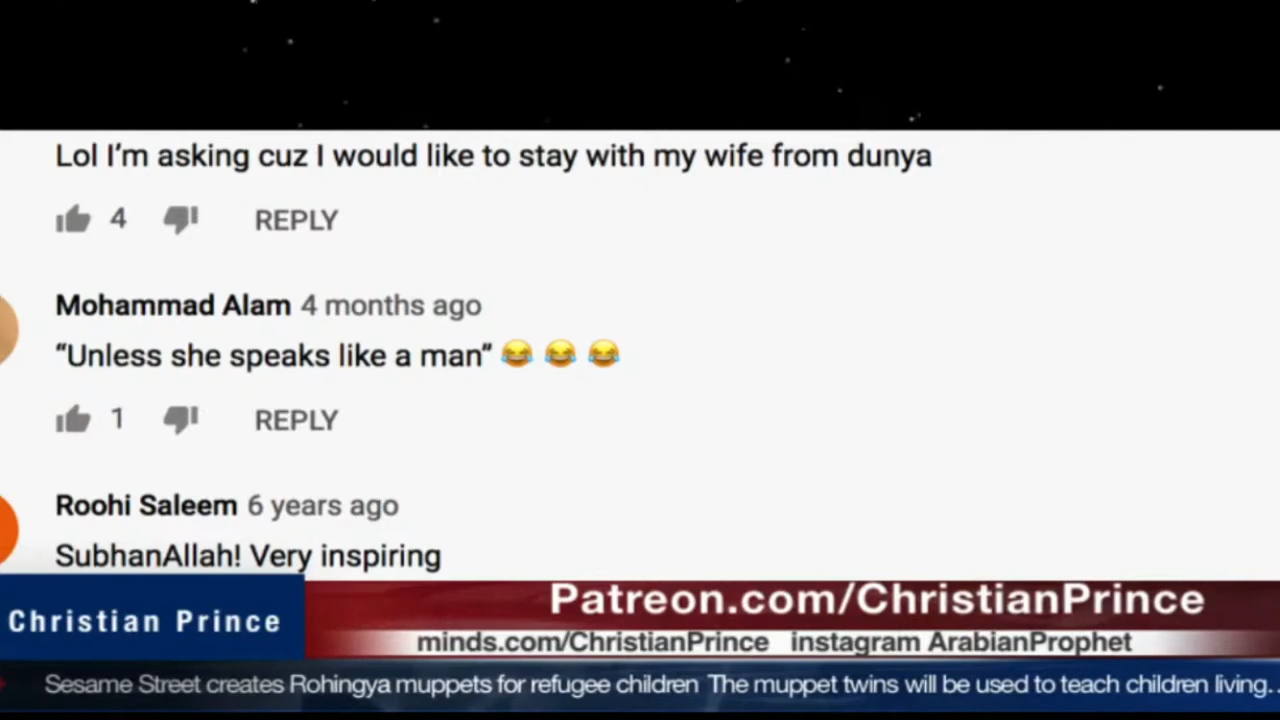 Lol I’m asking cuz I would like to stay with my wife from dunya
4 REPLY
Mohammad Alam 4 months ago
“Unless she speaks like a man” 😂 😂 😂
1 REPLY
Roohi Saleem 6 years ago
SubhanAllah! Very inspiring
Patreon.com/ChristianPrince
Christian Prince
minds.com/ChristianPrince instagram ArabianProphet
Sesame Street creates Rohingya muppets for refugee children The muppet twins will be used to teach children living..